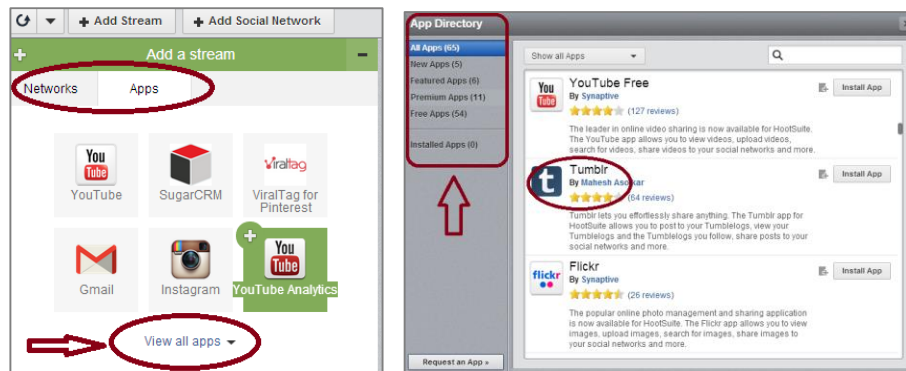 Add Stream
Add Social Network
Add a stream
Networks
Apps
You Tube
YouTube
SugarCRM
Viraltag
ViralTag for
Pinterest
Gmail
Instagram
You Tube
YouTube Analytics
View all apps
App Directory
All Apps (65)
New Apps (5)
Featured Apps (6)
Premium Apps (11)
Free Apps (54)
Installed Apps (0)
Request an App »
Show all Apps
You Tube
YouTube Free
By Synaptive
(127 reviews)
Install App
The leader in online video sharing is now available for HootSuite.
The YouTube app allows you to view videos, upload videos,
search for videos, share videos to your social networks and more.
t
Tumblr
By Mahesh Asolkar
(64 reviews)
Install App
Tumblr lets you effortlessly share anything. The Tumblr app for
HootSuite allows you to post to your Tumblelogs, view your
Tumblelogs and the Tumblelogs you follow, share posts to your
social networks and more.
flickr
Flickr
By Synaptive
(26 reviews)
Install App
The popular online photo management and sharing application
is now available for HootSuite. The Flickr app allows you to view
images, upload images, search for images, share images to
your social networks and more.